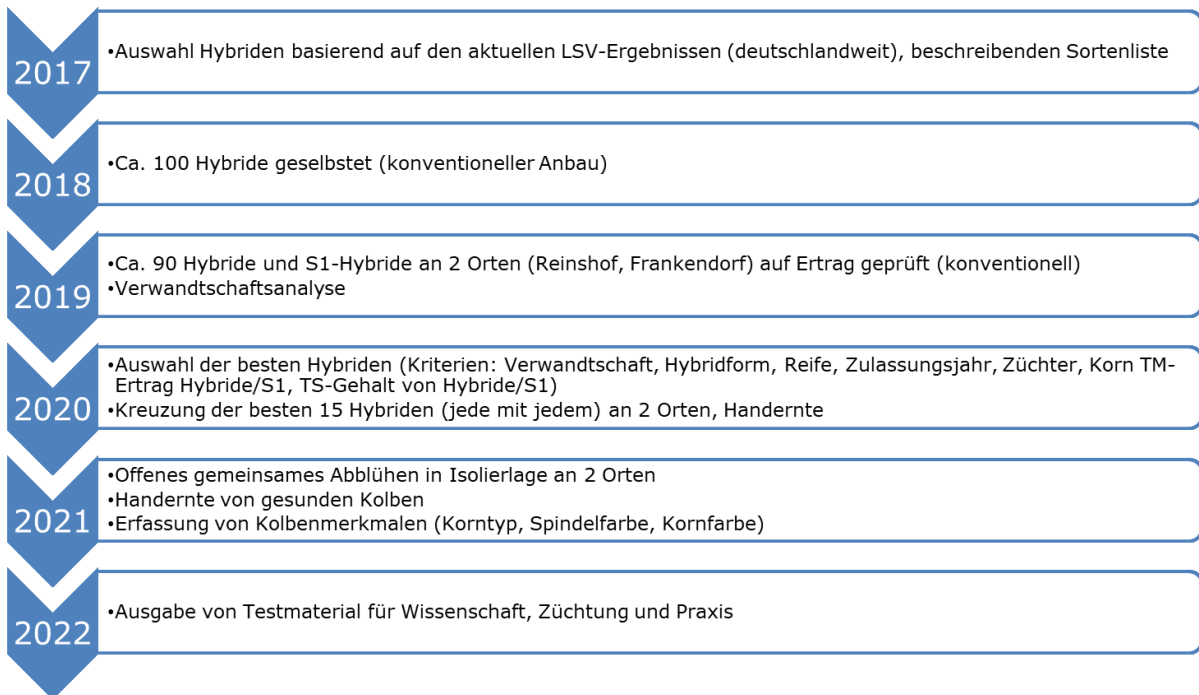 2017
•Auswahl Hybriden basierend auf den aktuellen LSV-Ergebnissen (deutschlandweit), beschreibenden Sortenliste
2018
•Ca. 100 Hybride geselbstet (konventioneller Anbau)
2019
•Ca. 90 Hybride und S1-Hybride an 2 Orten (Reinshof, Frankendorf) auf Ertrag geprüft (konventionell)
•Verwandtschaftsanalyse
2020
•Auswahl der besten Hybriden (Kriterien: Verwandtschaft, Hybridform, Reife, Zulassungsjahr, Züchter, Korn TM-
Ertrag Hybride/S1, TS-Gehalt von Hybride/S1)
•Kreuzung der besten 15 Hybriden (jede mit jedem) an 2 Orten, Handernte
2021
•Offenes gemeinsames Abblühen in Isolierlage an 2 Orten
•Handernte von gesunden Kolben
•Erfassung von Kolbenmerkmalen (Korntyp, Spindelfarbe, Kornfarbe)
2022
•Ausgabe von Testmaterial für Wissenschaft, Züchtung und Praxis